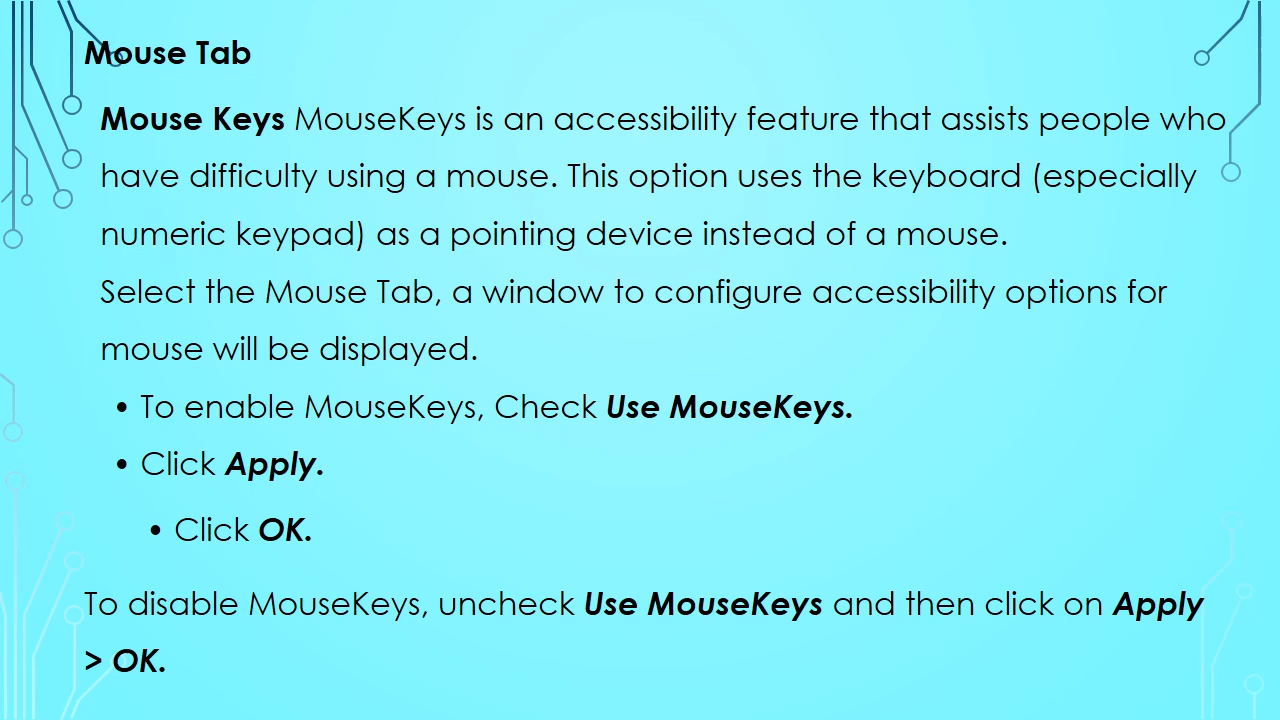 Mouse Tab
Mouse Keys MouseKeys is an accessibility feature that assists people who
have difficulty using a mouse. This option uses the keyboard (especially
numeric keypad) as a pointing device instead of a mouse.
Select the Mouse Tab, a window to configure accessibility options for
mouse will be displayed.
• To enable MouseKeys, Check Use MouseKeys.
• Click Apply.
• Click OK.
To disable MouseKeys, uncheck Use MouseKeys and then click on Apply
> OK.